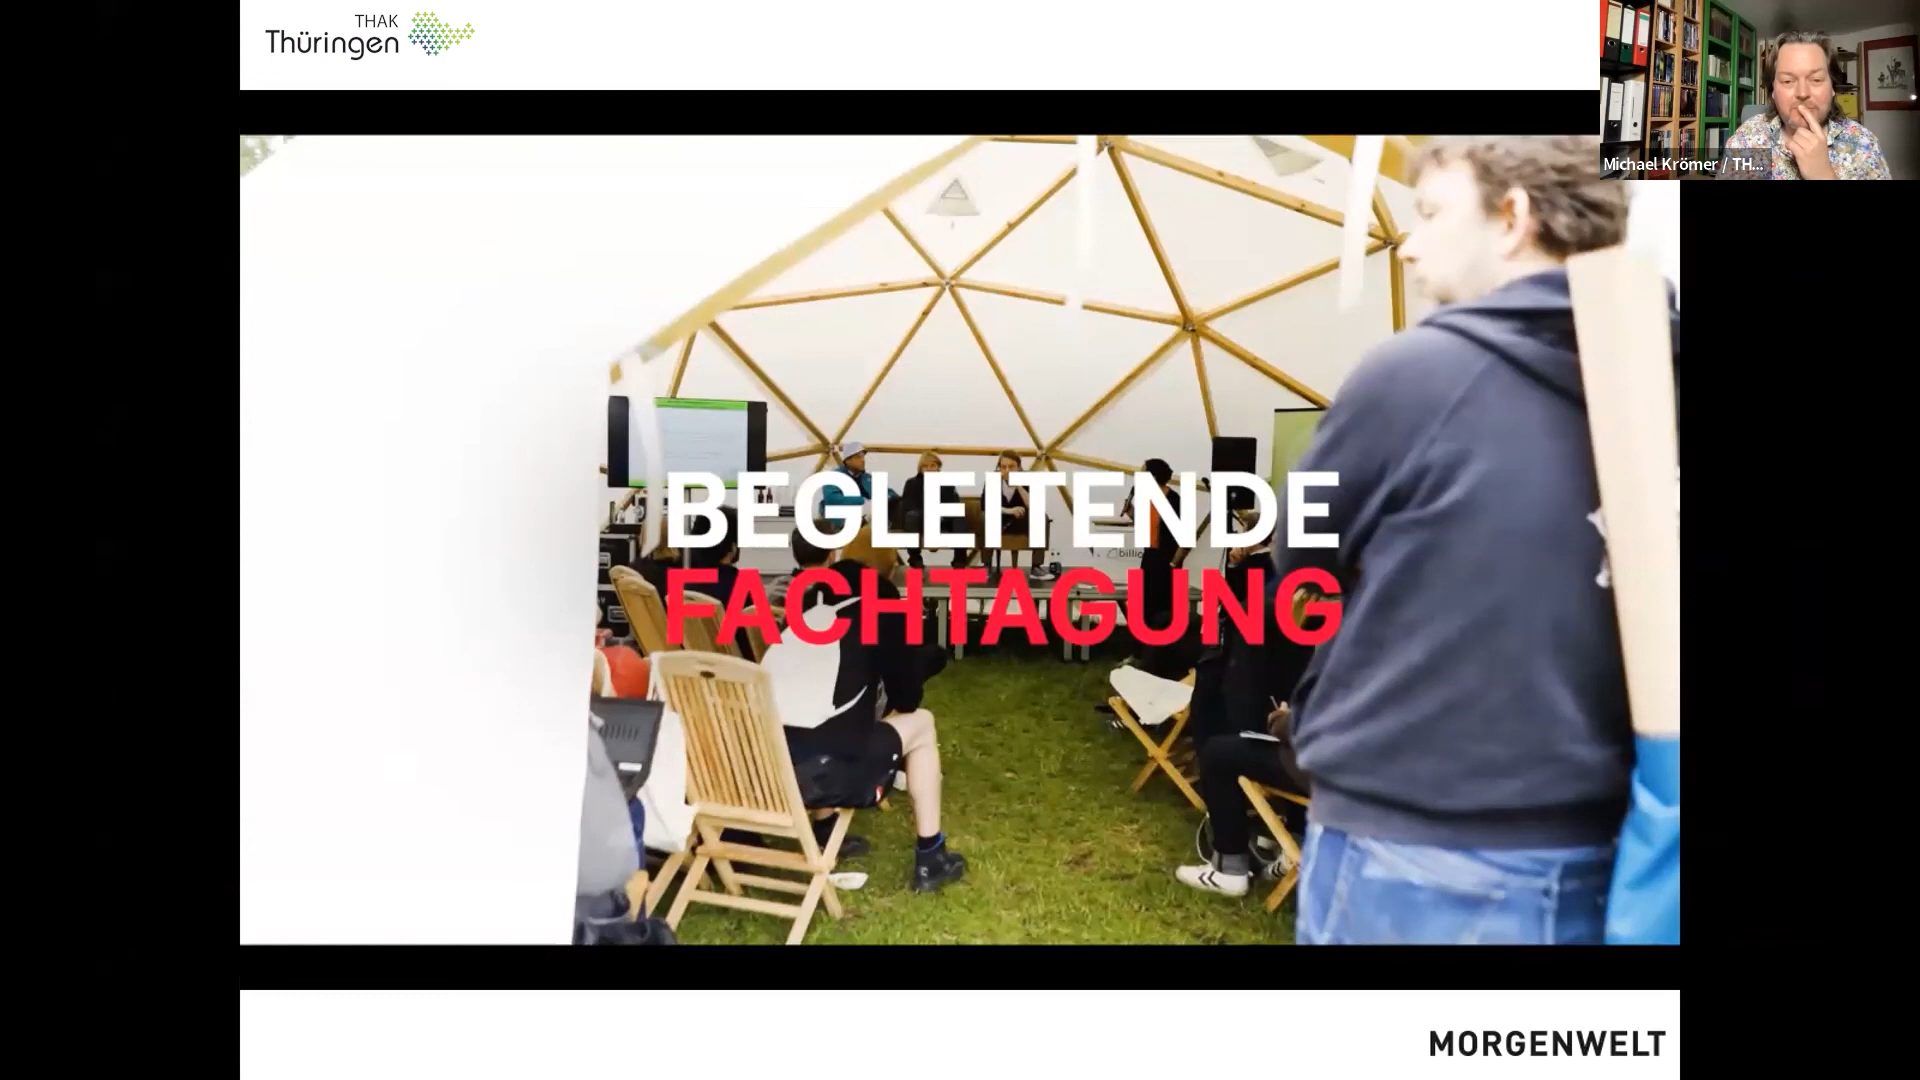 THAK
Thüringen
Michael Krömer / TH...
BEGLEITENDE
FACHTAGUNG
MORGENWELT